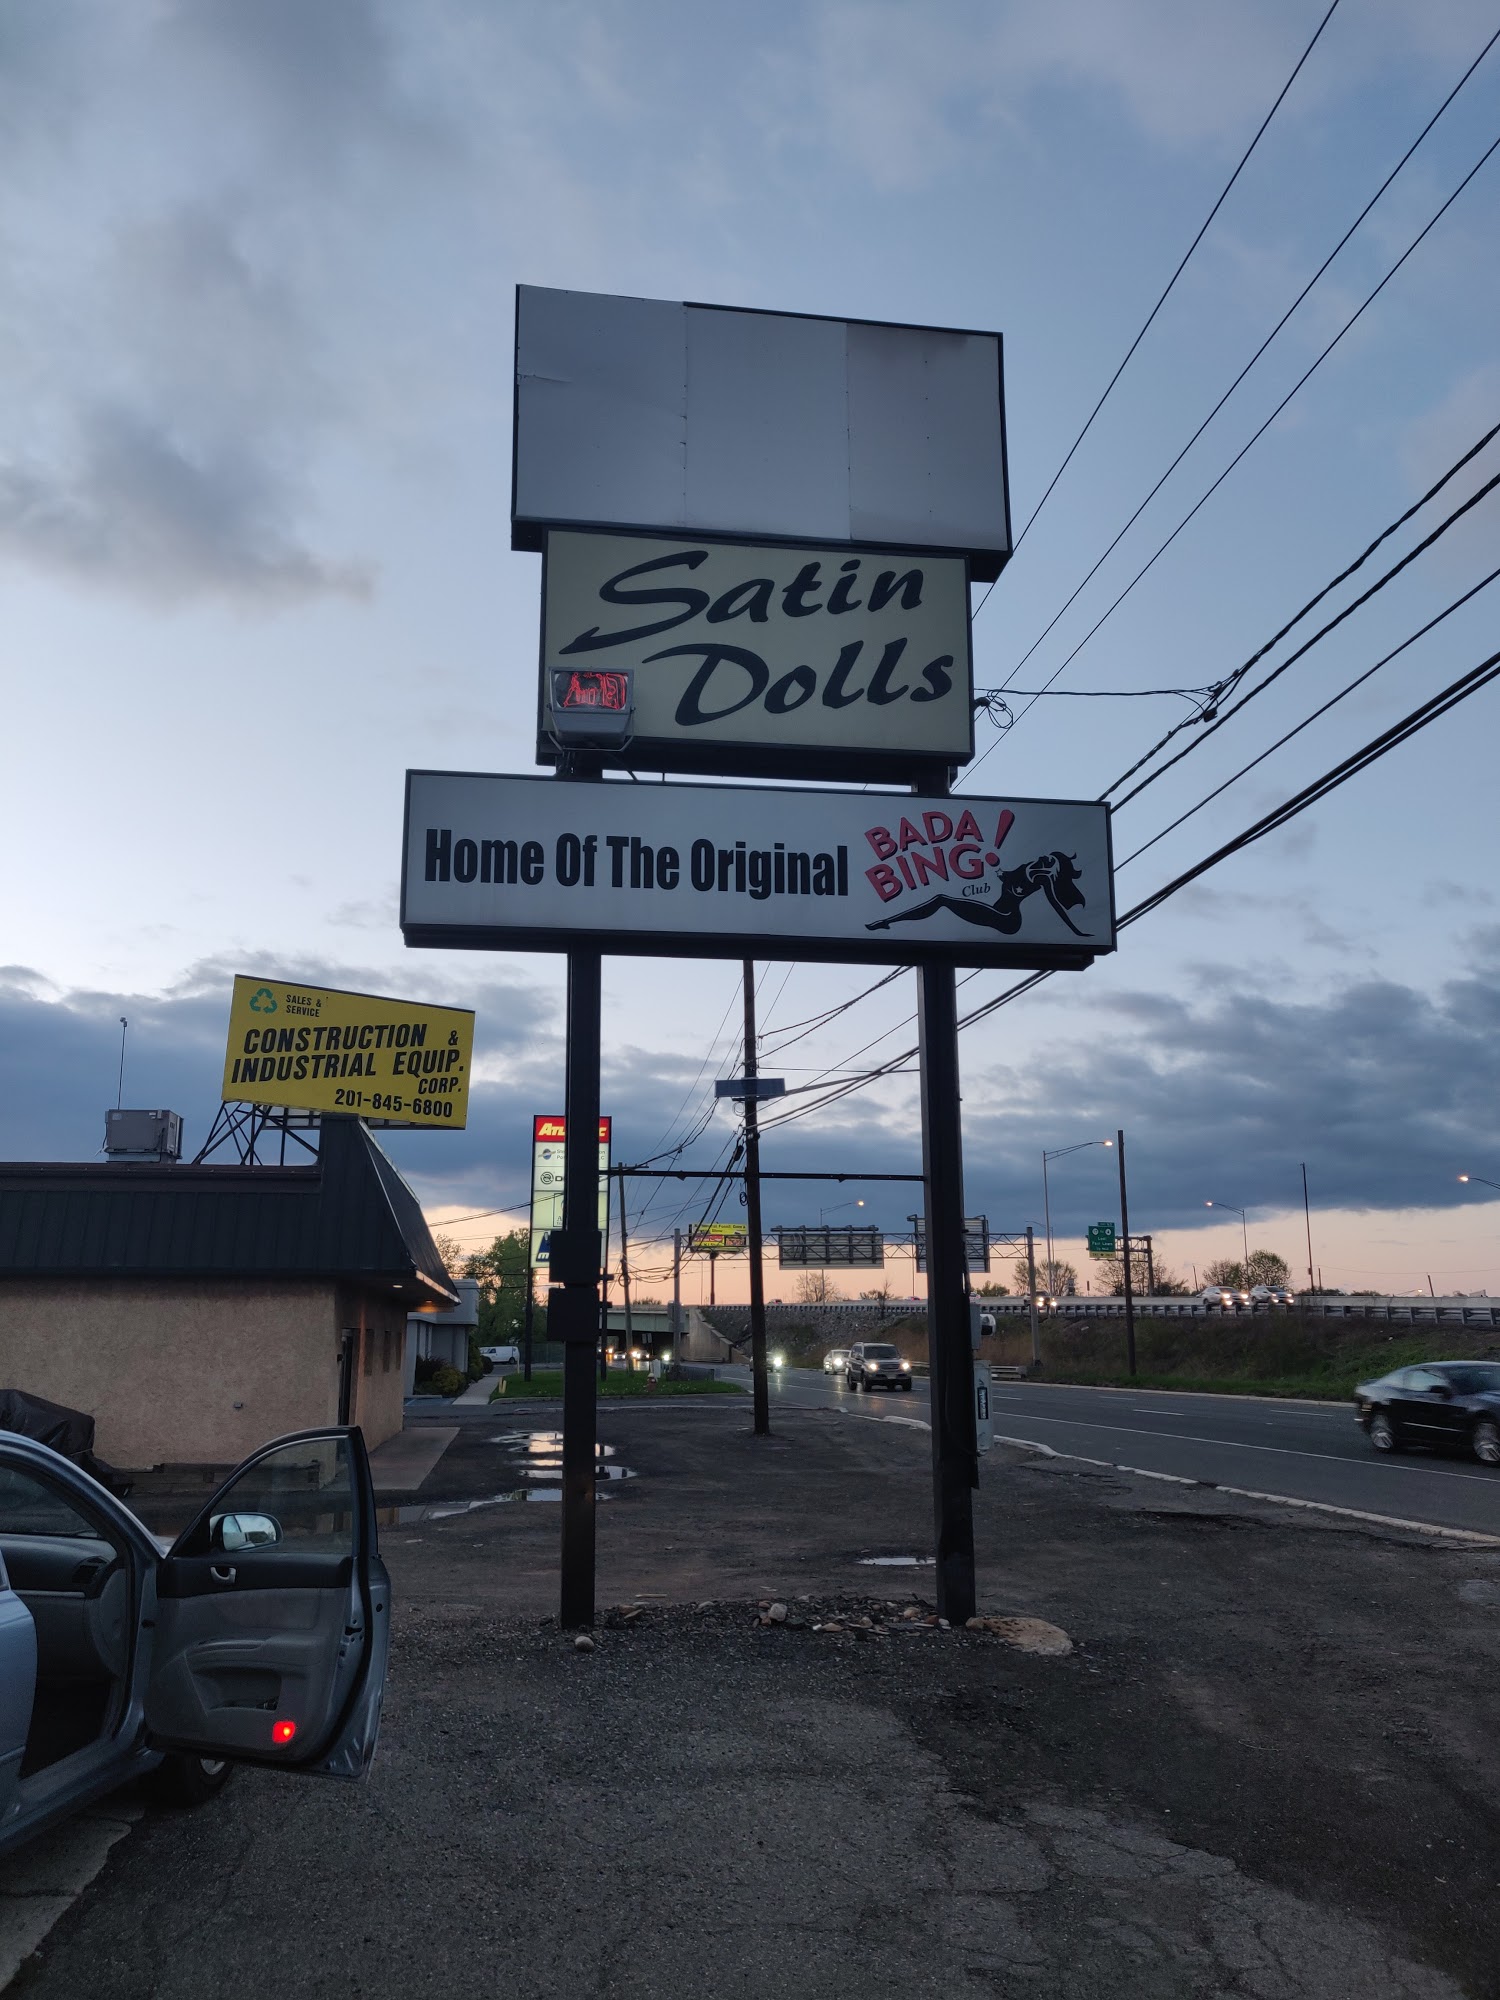 Satin
Dolls
Home Of The Original
BADA
BING!
Club
SALES &
SERVICE
CONSTRUCTION &
INDUSTRIAL EQUIP.
CORP.
201-845-6800